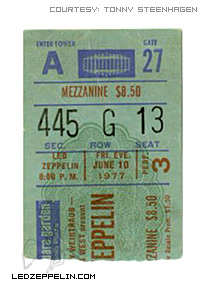 COURTESY: TONNY STEENHAGEN
ENTER TOWER GATE
A 27
MEZZANINE $8.50
445 G 13
SEC. ROW SEAT
LED FRI. EVE.
ZEPPELIN JUNE 10
8:00 P.M. 1977
PERF. 3
ZEPPELIN
MEZZANINE $8.50
LEDZEPPELIN.COM